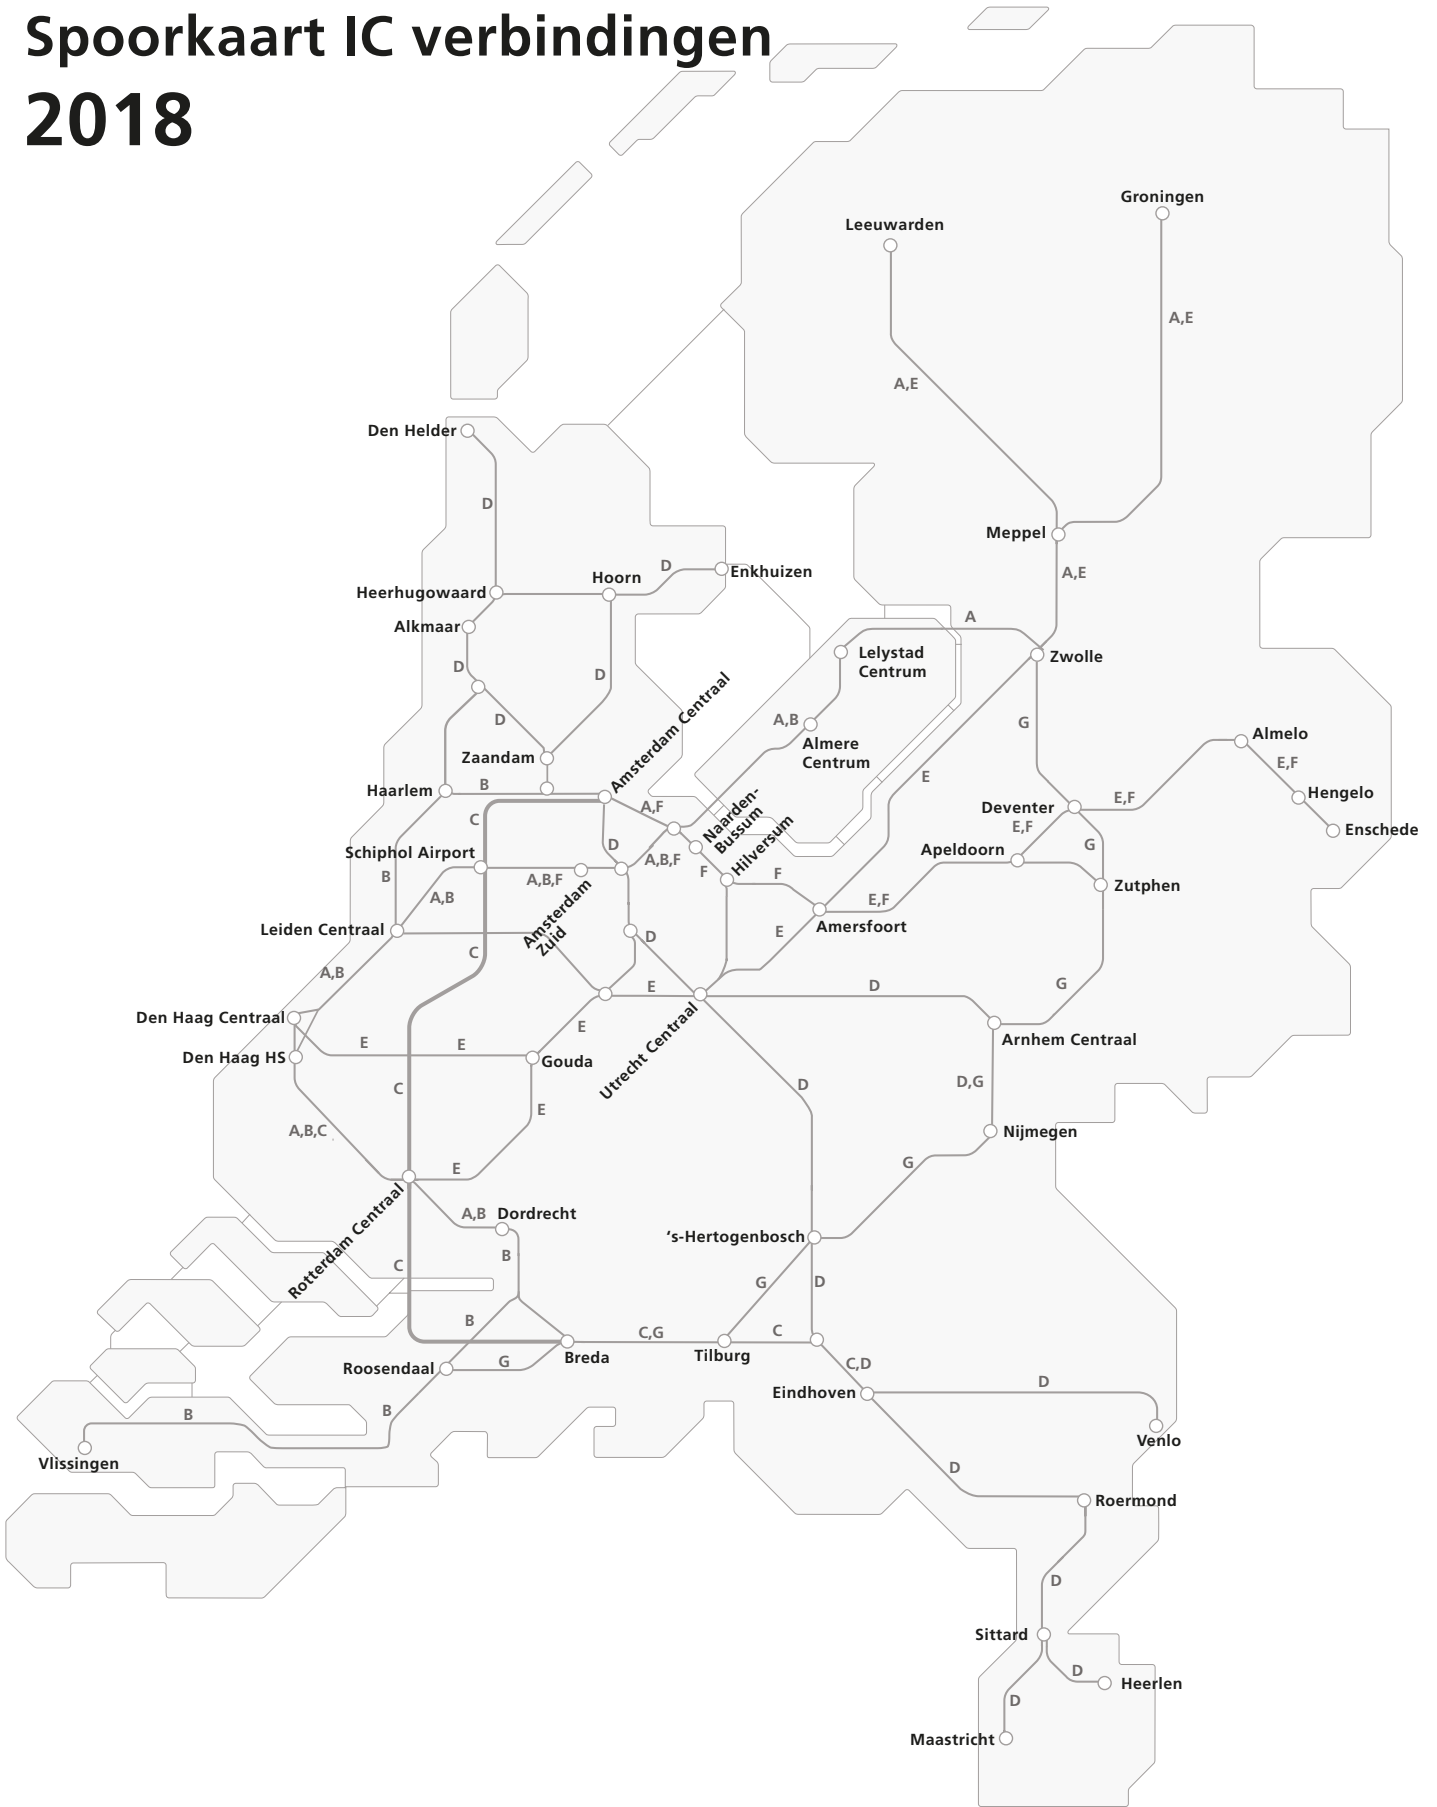 Spoorkaart IC verbindingen
2018
Groningen
Leeuwarden
A,E
A,E
Den Helder
D
Meppel
A,E
D
Enkhuizen
Hoorn
Heerhugowaard
Alkmaar
A
Lelystad
Centrum
Zwolle
D
D
D
A,B
Almere
Centrum
G
Almelo
E,F
Zaandam
Amsterdam Centraal
Haarlem
B
E
Hengelo
A,F
Naarden-
Bussum
Deventer
E,F
C
Hilversum
E,F
Enschede
D
Schiphol Airport
A,B,F
G
Apeldoorn
B
A,B,F
F
F
Zutphen
A,B
Amsterdam
Zuid
E,F
Leiden Centraal
D
E
Amersfoort
C
A,B
E
D
G
Den Haag Centraal
E
Arnhem Centraal
E
E
Den Haag HS
Gouda
Utrecht Centraal
C
D
D,G
E
A,B,C
Nijmegen
E
G
Rotterdam Centraal
A,B
Dordrecht
‘s-Hertogenbosch
B
C
G
D
B
C,G
C
Roosendaal
G
Breda
Tilburg
C,D
Eindhoven
D
B
B
Venlo
Vlissingen
D
Roermond
D
Sittard
D
Heerlen
D
Maastricht